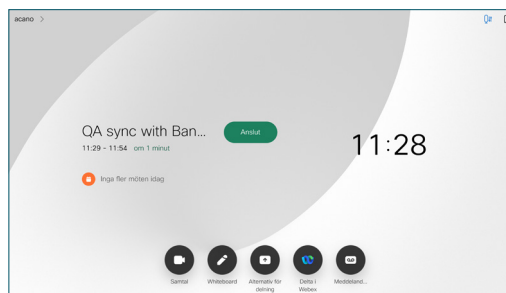 acano
QA sync with Ban...
Anslut
11:29 - 11:54 om 1 minut
11:28
Inga fler möten idag
Samtal
Whiteboard
Alternativ för
delning
Delta i
Webex
Meddeland...